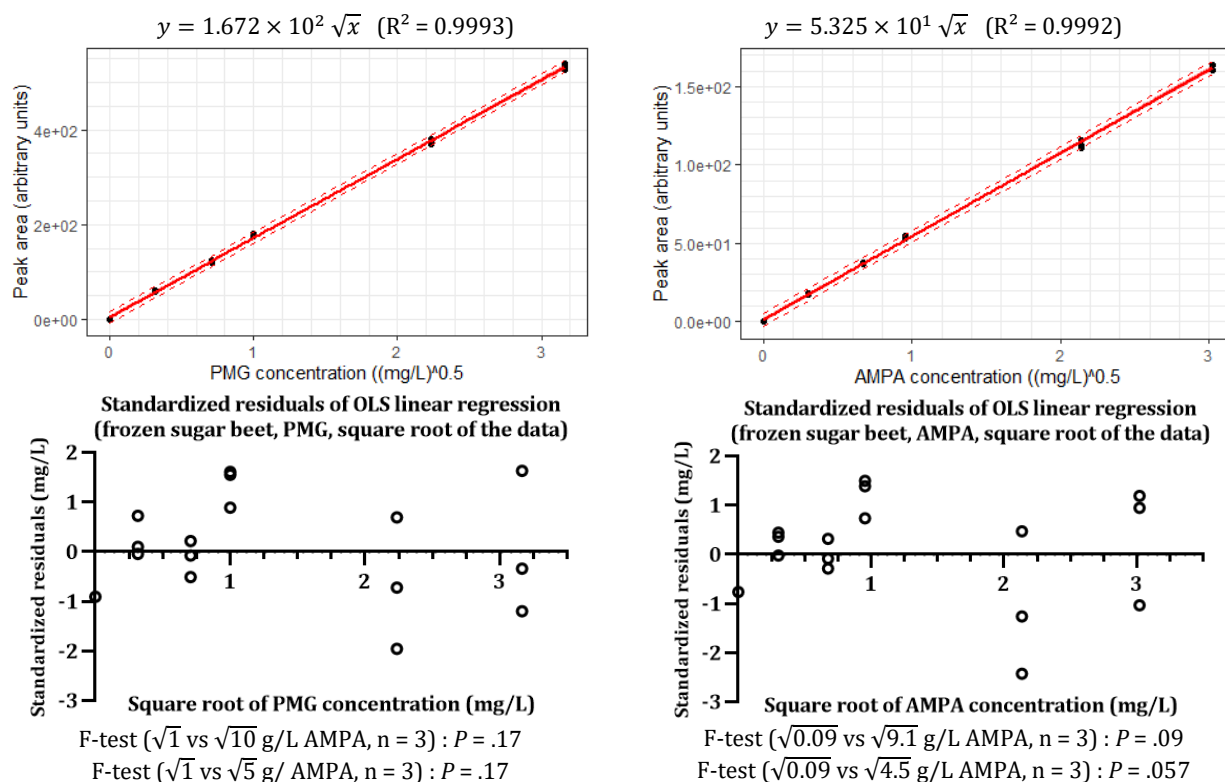 y = 1.672 × 10² √x (R² = 0.9993)
4e+02
2e+02
0e+00
Peak area (arbitrary units)
0 1 2 3
PMG concentration ((mg/L)^0.5
Standardized residuals of OLS linear regression
(frozen sugar beet, PMG, square root of the data)
Standardized residuals (mg/L)
2
1
0
-1
-2
-3
1 2 3
Square root of PMG concentration (mg/L)
F-test (√1 vs √10 g/L AMPA, n = 3) : P = .17
F-test (√1 vs √5 g/ AMPA, n = 3) : P = .17
y = 5.325 × 10¹ √x (R² = 0.9992)
1.5e+02
1.0e+02
5.0e+01
0.0e+00
Peak area (arbitrary units)
0 1 2 3
AMPA concentration ((mg/L)^0.5
Standardized residuals of OLS linear regression
(frozen sugar beet, AMPA, square root of the data)
Standardized residuals (mg/L)
2
1
0
-1
-2
-3
1 2 3
Square root of AMPA concentration (mg/L)
F-test (√0.09 vs √9.1 g/L AMPA, n = 3) : P = .09
F-test (√0.09 vs √4.5 g/L AMPA, n = 3) : P = .057